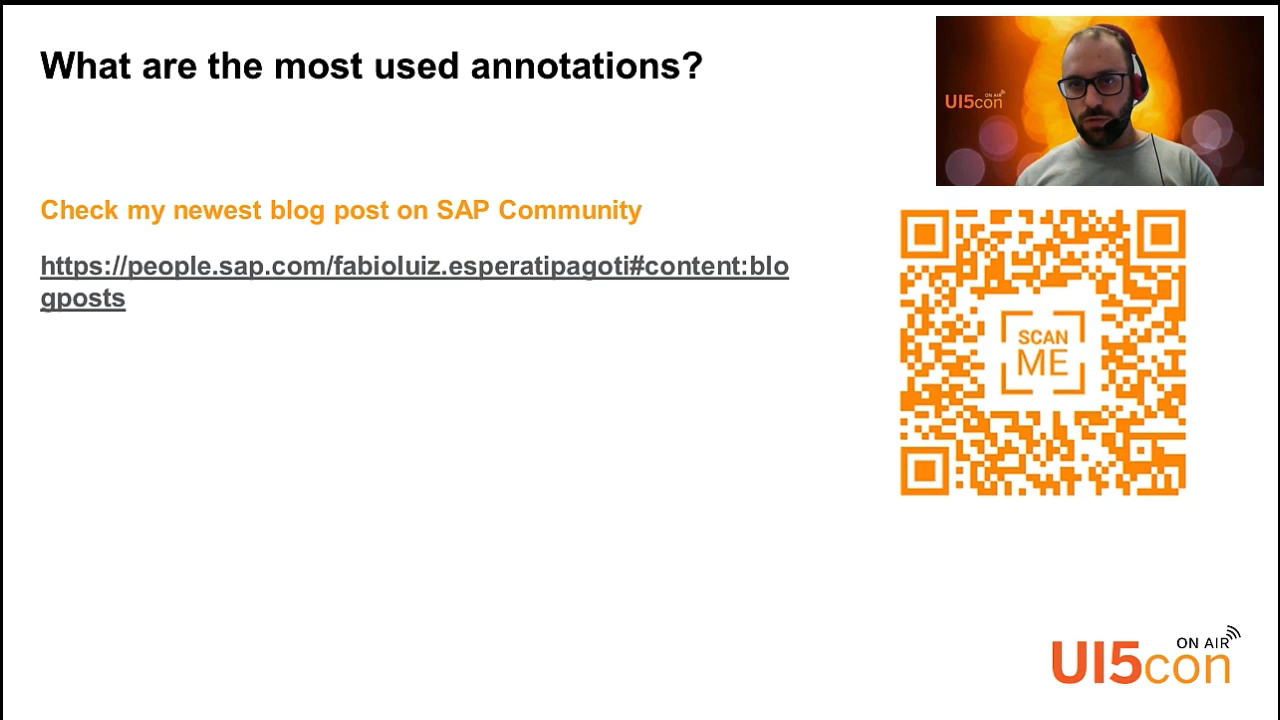 What are the most used annotations?
ON AIR
UI5con
Check my newest blog post on SAP Community
https://people.sap.com/fabioluiz.esperatipagoti#content:blo
gposts
SCAN
ME
ON AIR
UI5con